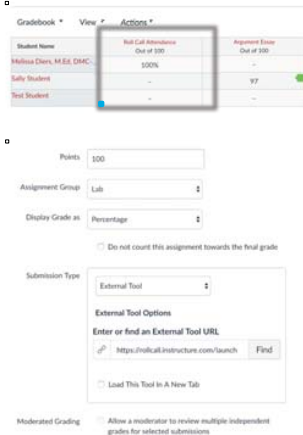 Gradebook View Actions
Student Name Roll Call Attendance Argument Essay
Out of 100 Out of 100
Melissa Diers, M.Ed, DMC- 100% -
Sally Student - 97
Test Student - -
Points 100
Assignment Group Lab
Display Grade as Percentage
Do not count this assignment towards the final grade
Submission Type
External Tool
External Tool Options
Enter or find an External Tool URL
https://rollcall.instructure.com/launch Find
Load This Tool In A New Tab
Moderated Grading Allow a moderator to review multiple independent
grades for selected submissions